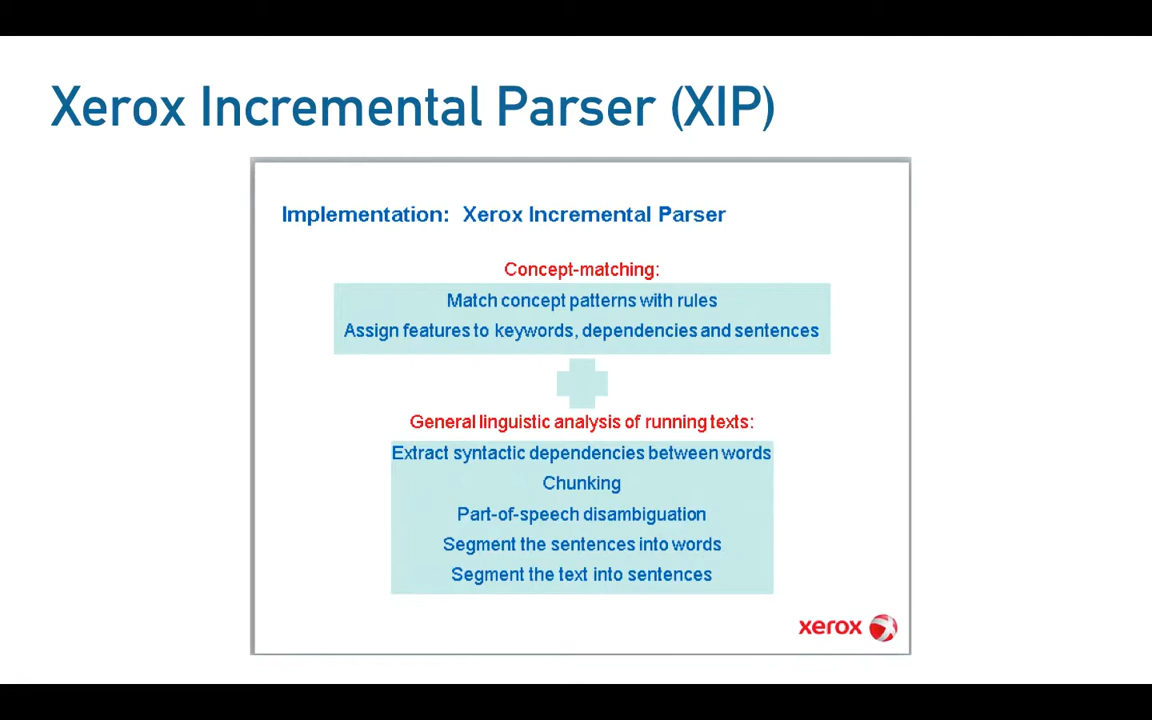 Xerox Incremental Parser (XIP)
Implementation: Xerox Incremental Parser
Concept-matching:
Match concept patterns with rules
Assign features to keywords, dependencies and sentences
General linguistic analysis of running texts:
Extract syntactic dependencies between words
Chunking
Part-of-speech disambiguation
Segment the sentences into words
Segment the text into sentences
xerox